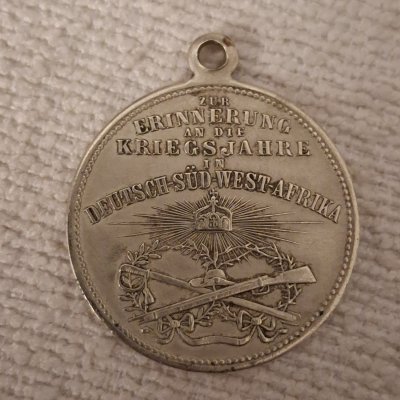 ZUR
ERINNERUNG
AN DIE
KRIEGSJAHRE
IN
DEUTSCH-SÜD-WEST-AFRIKA